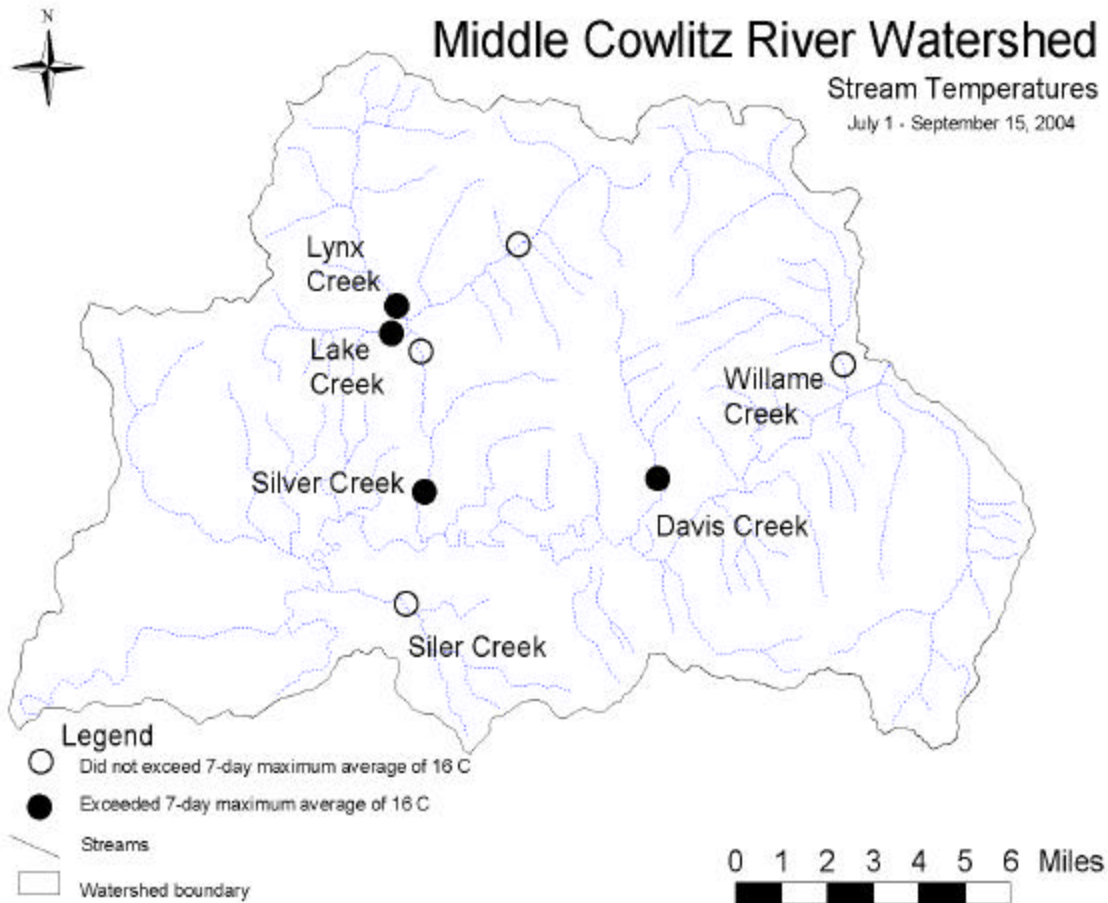 N
Middle Cowlitz River Watershed
Stream Temperatures
July 1 - September 15, 2004
Lynx
Creek
Lake
Creek
Willame
Creek
Silver Creek
Davis Creek
Siler Creek
Legend
Did not exceed 7-day maximum average of 16 C
Exceeded 7-day maximum average of 16 C
Streams
Watershed boundary
0 1 2 3 4 5 6 Miles